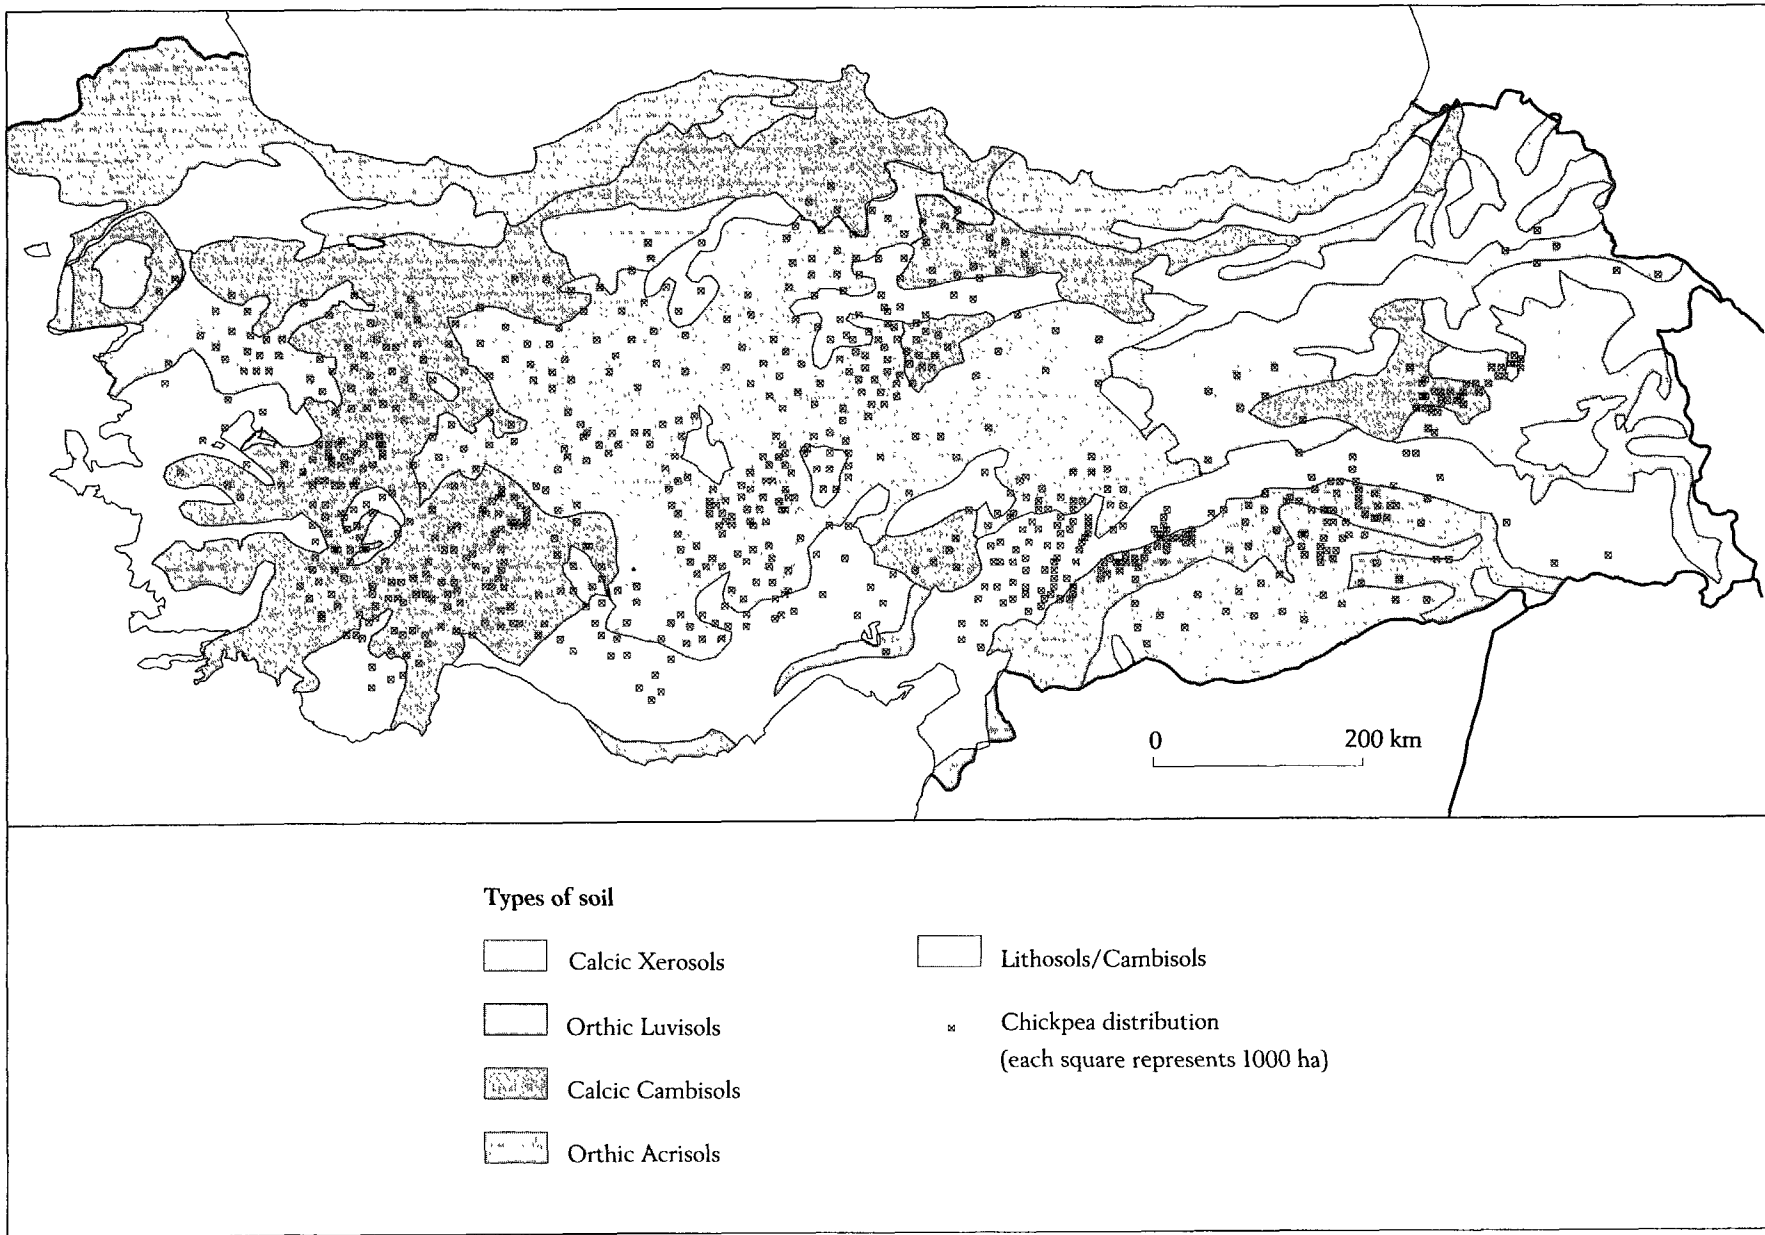 0 200 km
Types of soil
Calcic Xerosols
Orthic Luvisols
Calcic Cambisols
Orthic Acrisols
Lithosols/Cambisols
Chickpea distribution
(each square represents 1000 ha)